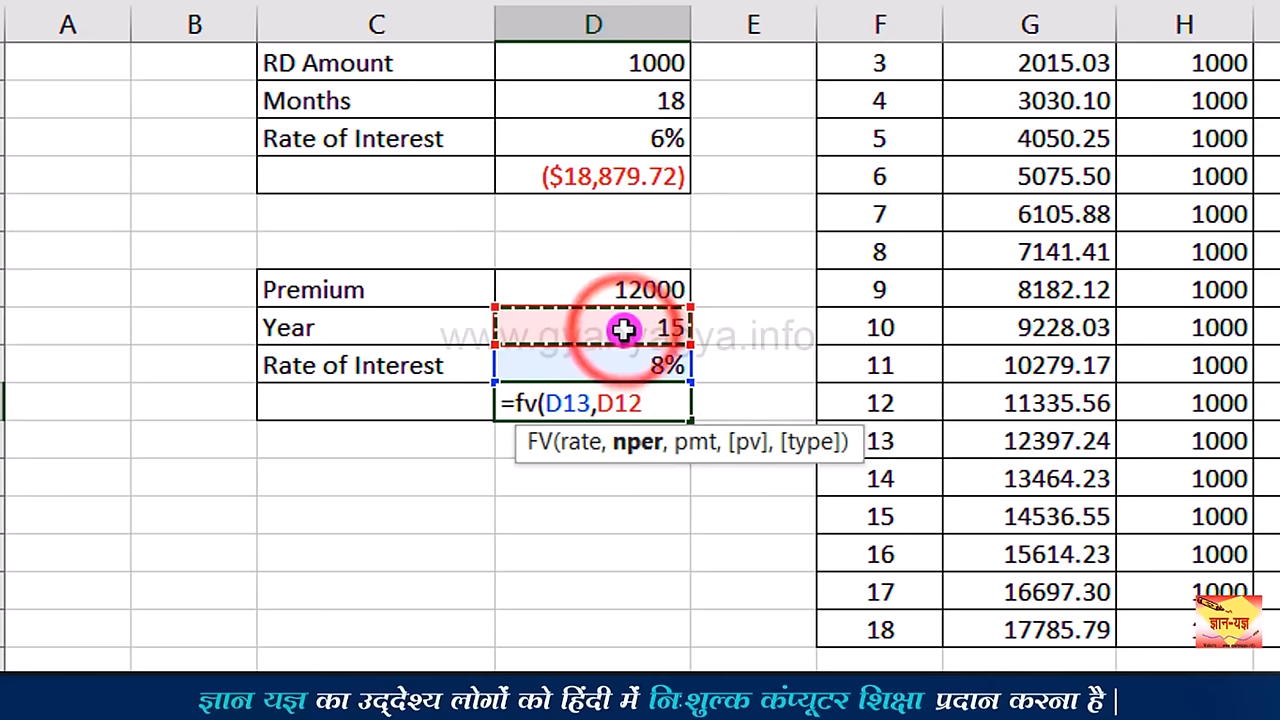 A B C D E F G H
RD Amount 1000 3 2015.03 1000
Months 18 4 3030.10 1000
Rate of Interest 6% 5 4050.25 1000
($18,879.72) 6 5075.50 1000
7 6105.88 1000
8 7141.41 1000
Premium 12000 9 8182.12 1000
Year 15 10 9228.03 1000
www.gyanyagya.info
Rate of Interest 8% 11 10279.17 1000
=fv(D13,D12 12 11335.56 1000
FV(rate, nper, pmt, [pv], [type]) 13 12397.24 1000
14 13464.23 1000
15 14536.55 1000
16 15614.23 1000
17 16697.30 1000
18 17785.79
ज्ञान-यज्ञ
ज्ञान यज्ञ का उद्देश्य लोगों को हिंदी में निःशुल्क कंप्यूटर शिक्षा प्रदान करना है|